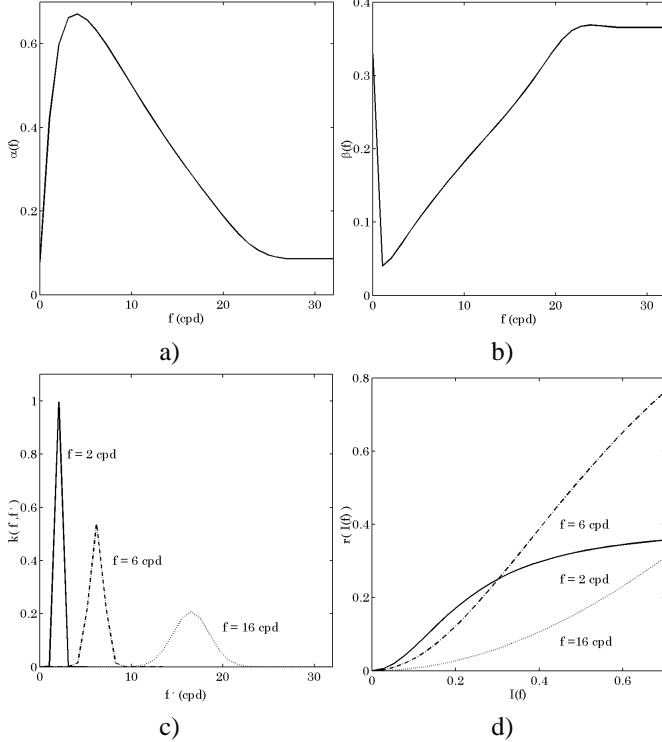 0.6
0.4
0.2
0
α(f)
0
10
20
30
f (cpd)
a)
0.4
0.3
0.2
0.1
0
β(f)
0
10
20
30
f (cpd)
b)
1
0.8
0.6
0.4
0.2
0
k( f ,f ′)
f = 2 cpd
f = 6 cpd
f = 16 cpd
0
10
20
30
f ′ (cpd)
c)
0.8
0.6
0.4
0.2
0
r( I(f) )
f = 6 cpd
f = 2 cpd
f =16 cpd
0
0.2
0.4
0.6
I(f)
d)